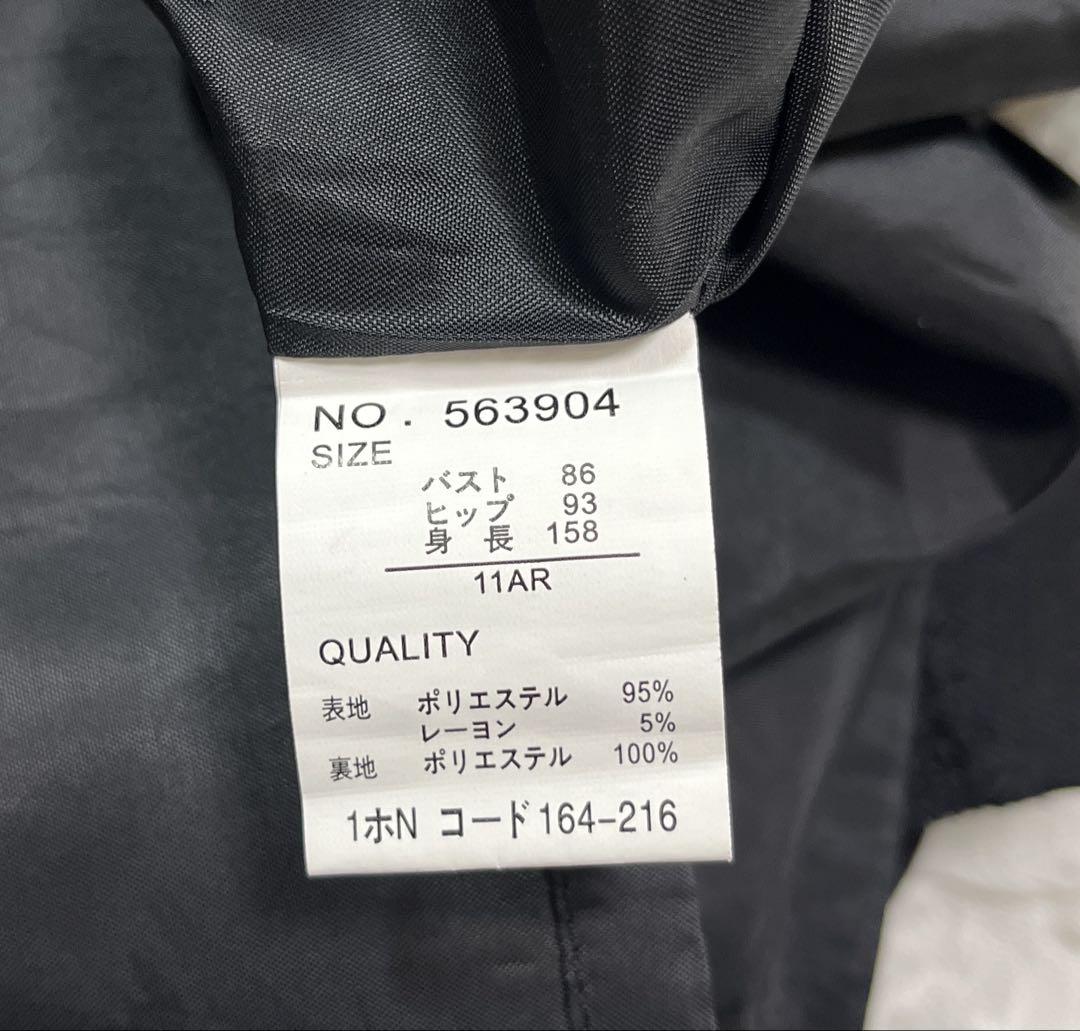 NO. 563904
SIZE
バスト 86
ヒップ 93
身長 158
11AR
QUALITY
表地 ポリエステル 95%
レーヨン 5%
裏地 ポリエステル 100%
1ホN コード164-216